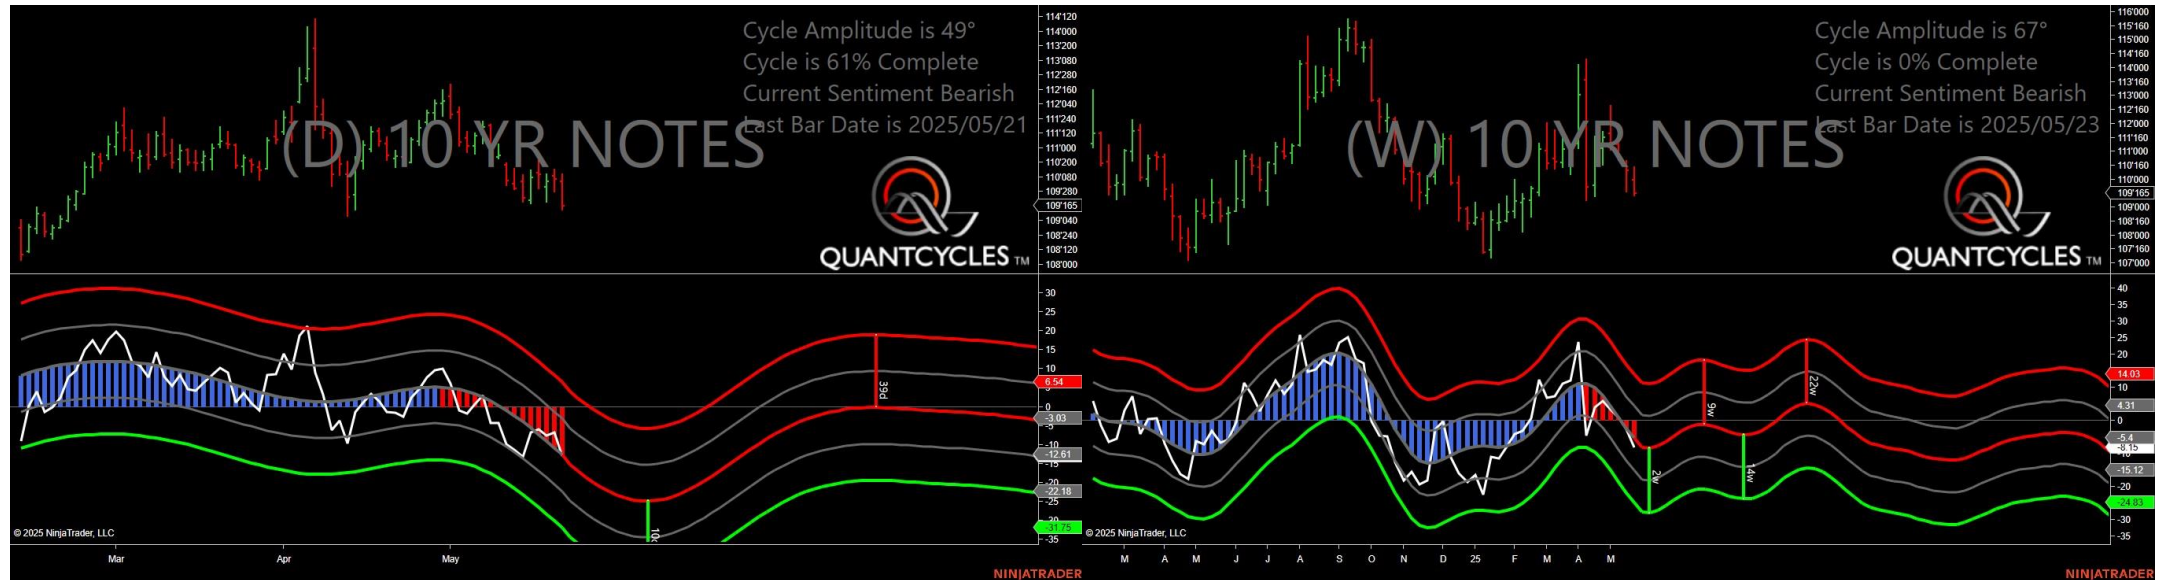 Cycle Amplitude is 49°
Cycle is 61% Complete
Current Sentiment Bearish
Last Bar Date is 2025/05/21
(D) 10 YR NOTES
QUANTCYCLES TM
114'120
114'000
113'200
113'080
112'280
112'160
112'040
111'240
111'120
111'000
110'200
110'080
109'280
109'165
109'040
108'240
108'120
108'000
30
25
20
15
10
6.54
0
-3.03
-5
-10
-12.61
-15
-20
-22.18
-25
-30
-31.75
-35
39d
© 2025 NinjaTrader, LLC
Mar
Apr
May
NINJATRADER
Cycle Amplitude is 67°
Cycle is 0% Complete
Current Sentiment Bearish
Last Bar Date is 2025/05/23
(W) 10 YR NOTES
QUANTCYCLES TM
116'000
115'160
115'000
114'160
114'000
113'160
113'000
112'160
112'000
111'160
111'000
110'160
110'000
109'165
109'000
108'160
108'000
107'160
107'000
40
35
30
25
20
14.03
10
4.31
0
-5.4
-8.15
-15.12
-20
-24.83
-30
-35
9w
22w
2w
14w
© 2025 NinjaTrader, LLC
M A M J J A S O N D 25 F M A M
NINJATRADER